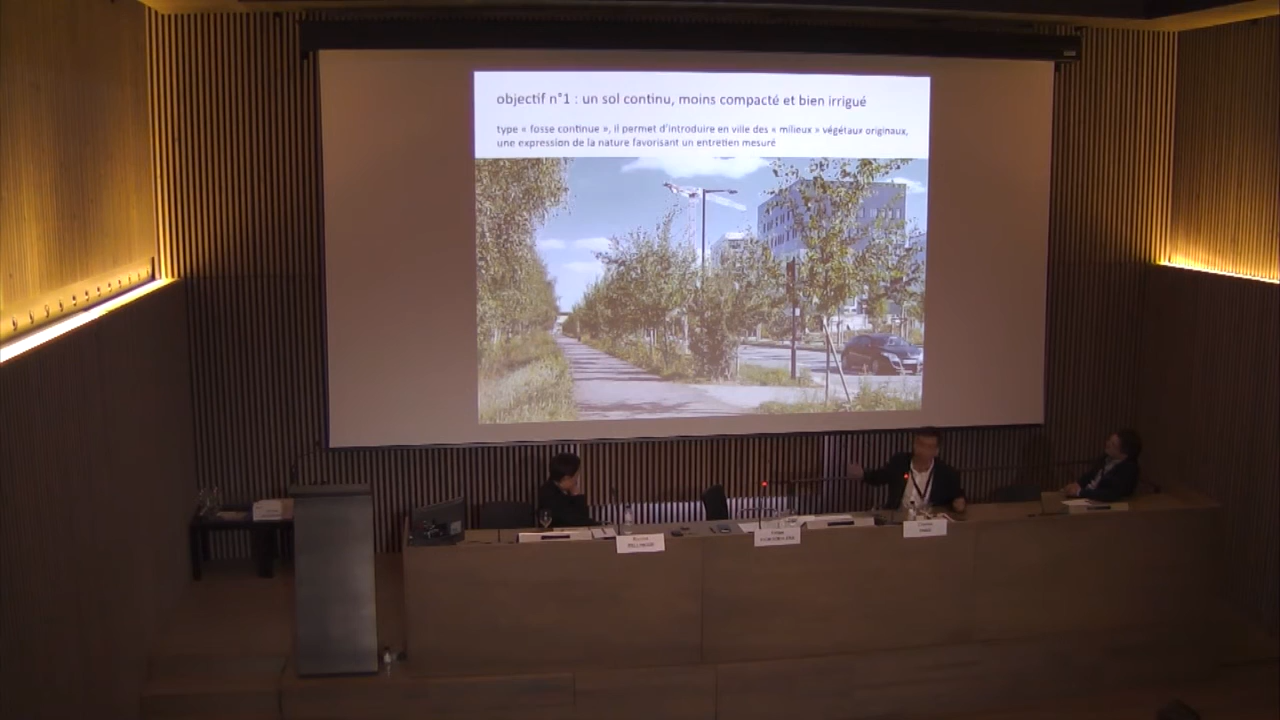 objectif n°1 : un sol continu, moins compacté et bien irrigué
type « fosse continue », il permet d'introduire en ville des « milieux » végétaux originaux,
une expression de la nature favorisant un entretien mesuré